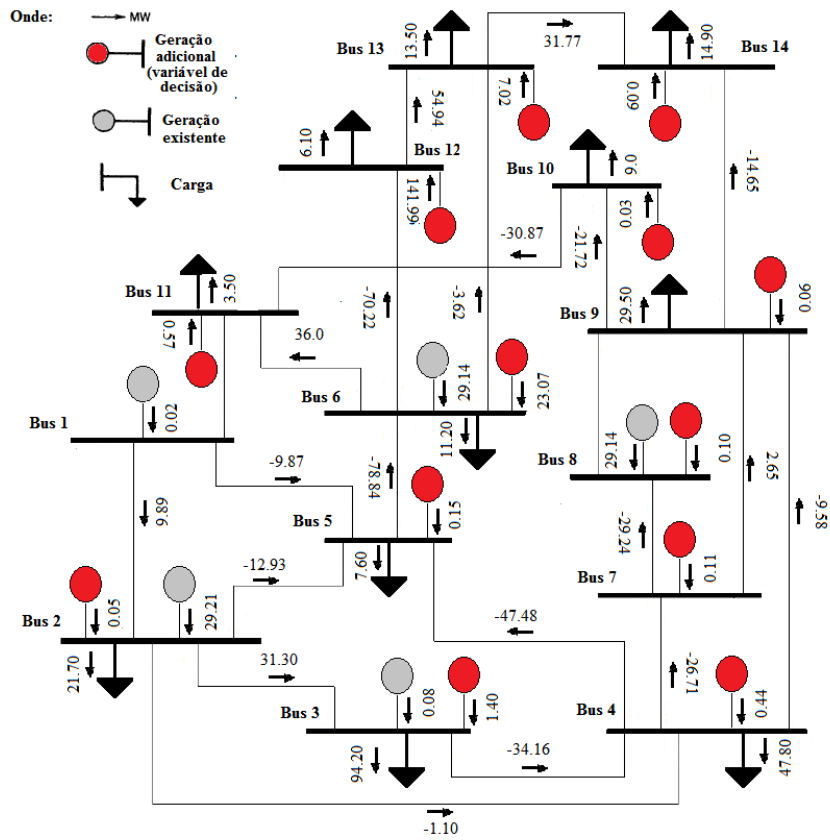 Onde:
MW
Geração
adicional
(variável de
decisão)
Geração
existente
Carga
Bus 13
13.50
31.77
14.90
Bus 14
7.02
0.09
54.94
6.10
Bus 12
141.99
Bus 10
9.0
0.03
-14.65
-30.87
-21.72
Bus 11
3.50
0.57
-70.22
-3.62
Bus 9
29.50
0.06
36.0
Bus 6
29.14
23.07
11.20
Bus 1
0.02
-9.87
-78.84
Bus 8
29.14
0.10
2.65
-9.58
9.89
Bus 5
0.15
7.60
-29.24
Bus 7
0.11
-12.93
Bus 2
0.05
29.21
21.70
-47.48
-26.71
31.30
Bus 3
0.08
1.40
94.20
Bus 4
0.44
47.80
-34.16
-1.10